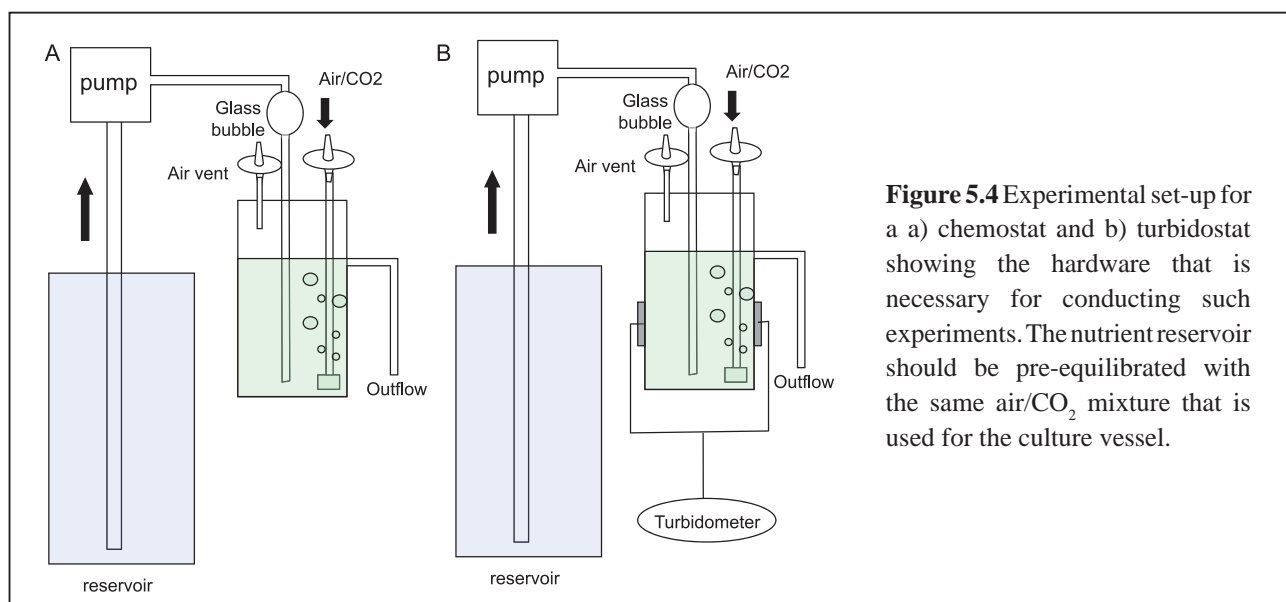 A
pump
Air/CO2
Glass
bubble
Air vent
Outflow
reservoir
B
pump
Air/CO2
Glass
bubble
Air vent
Outflow
Turbidometer
reservoir
Figure 5.4 Experimental set-up for
a a) chemostat and b) turbidostat
showing the hardware that is
necessary for conducting such
experiments. The nutrient reservoir
should be pre-equilibrated with
the same air/CO₂ mixture that is
used for the culture vessel.